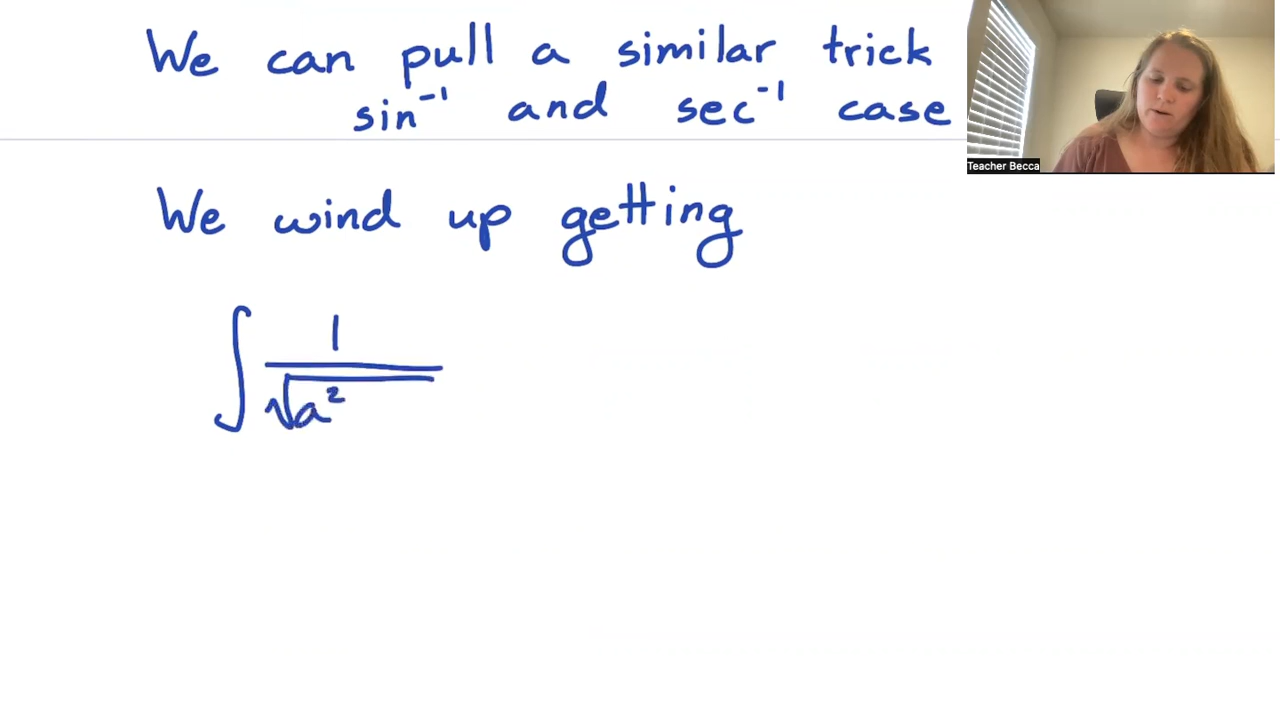 We can pull a similar trick
sin⁻¹ and sec⁻¹ case
Teacher Becca
We wind up getting
∫ 1/√a²